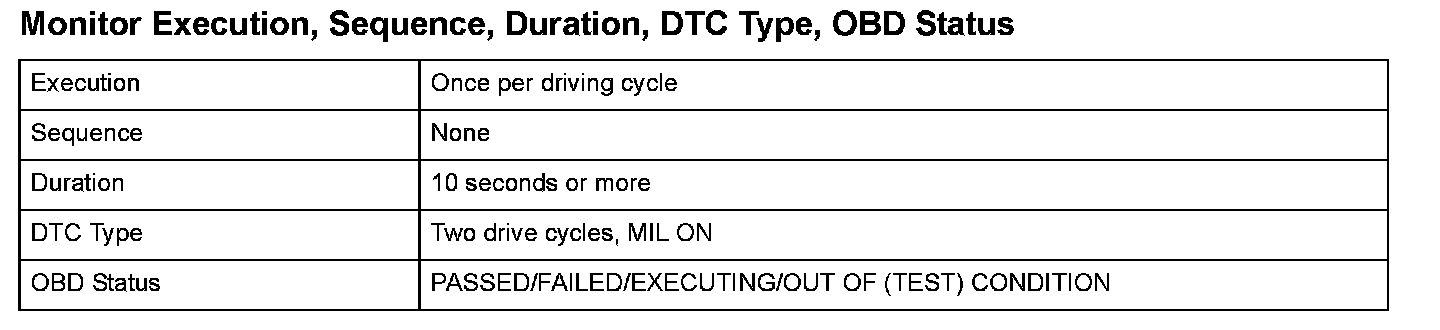 Monitor Execution, Sequence, Duration, DTC Type, OBD Status
Execution Once per driving cycle
Sequence None
Duration 10 seconds or more
DTC Type Two drive cycles, MIL ON
OBD Status PASSED/FAILED/EXECUTING/OUT OF (TEST) CONDITION